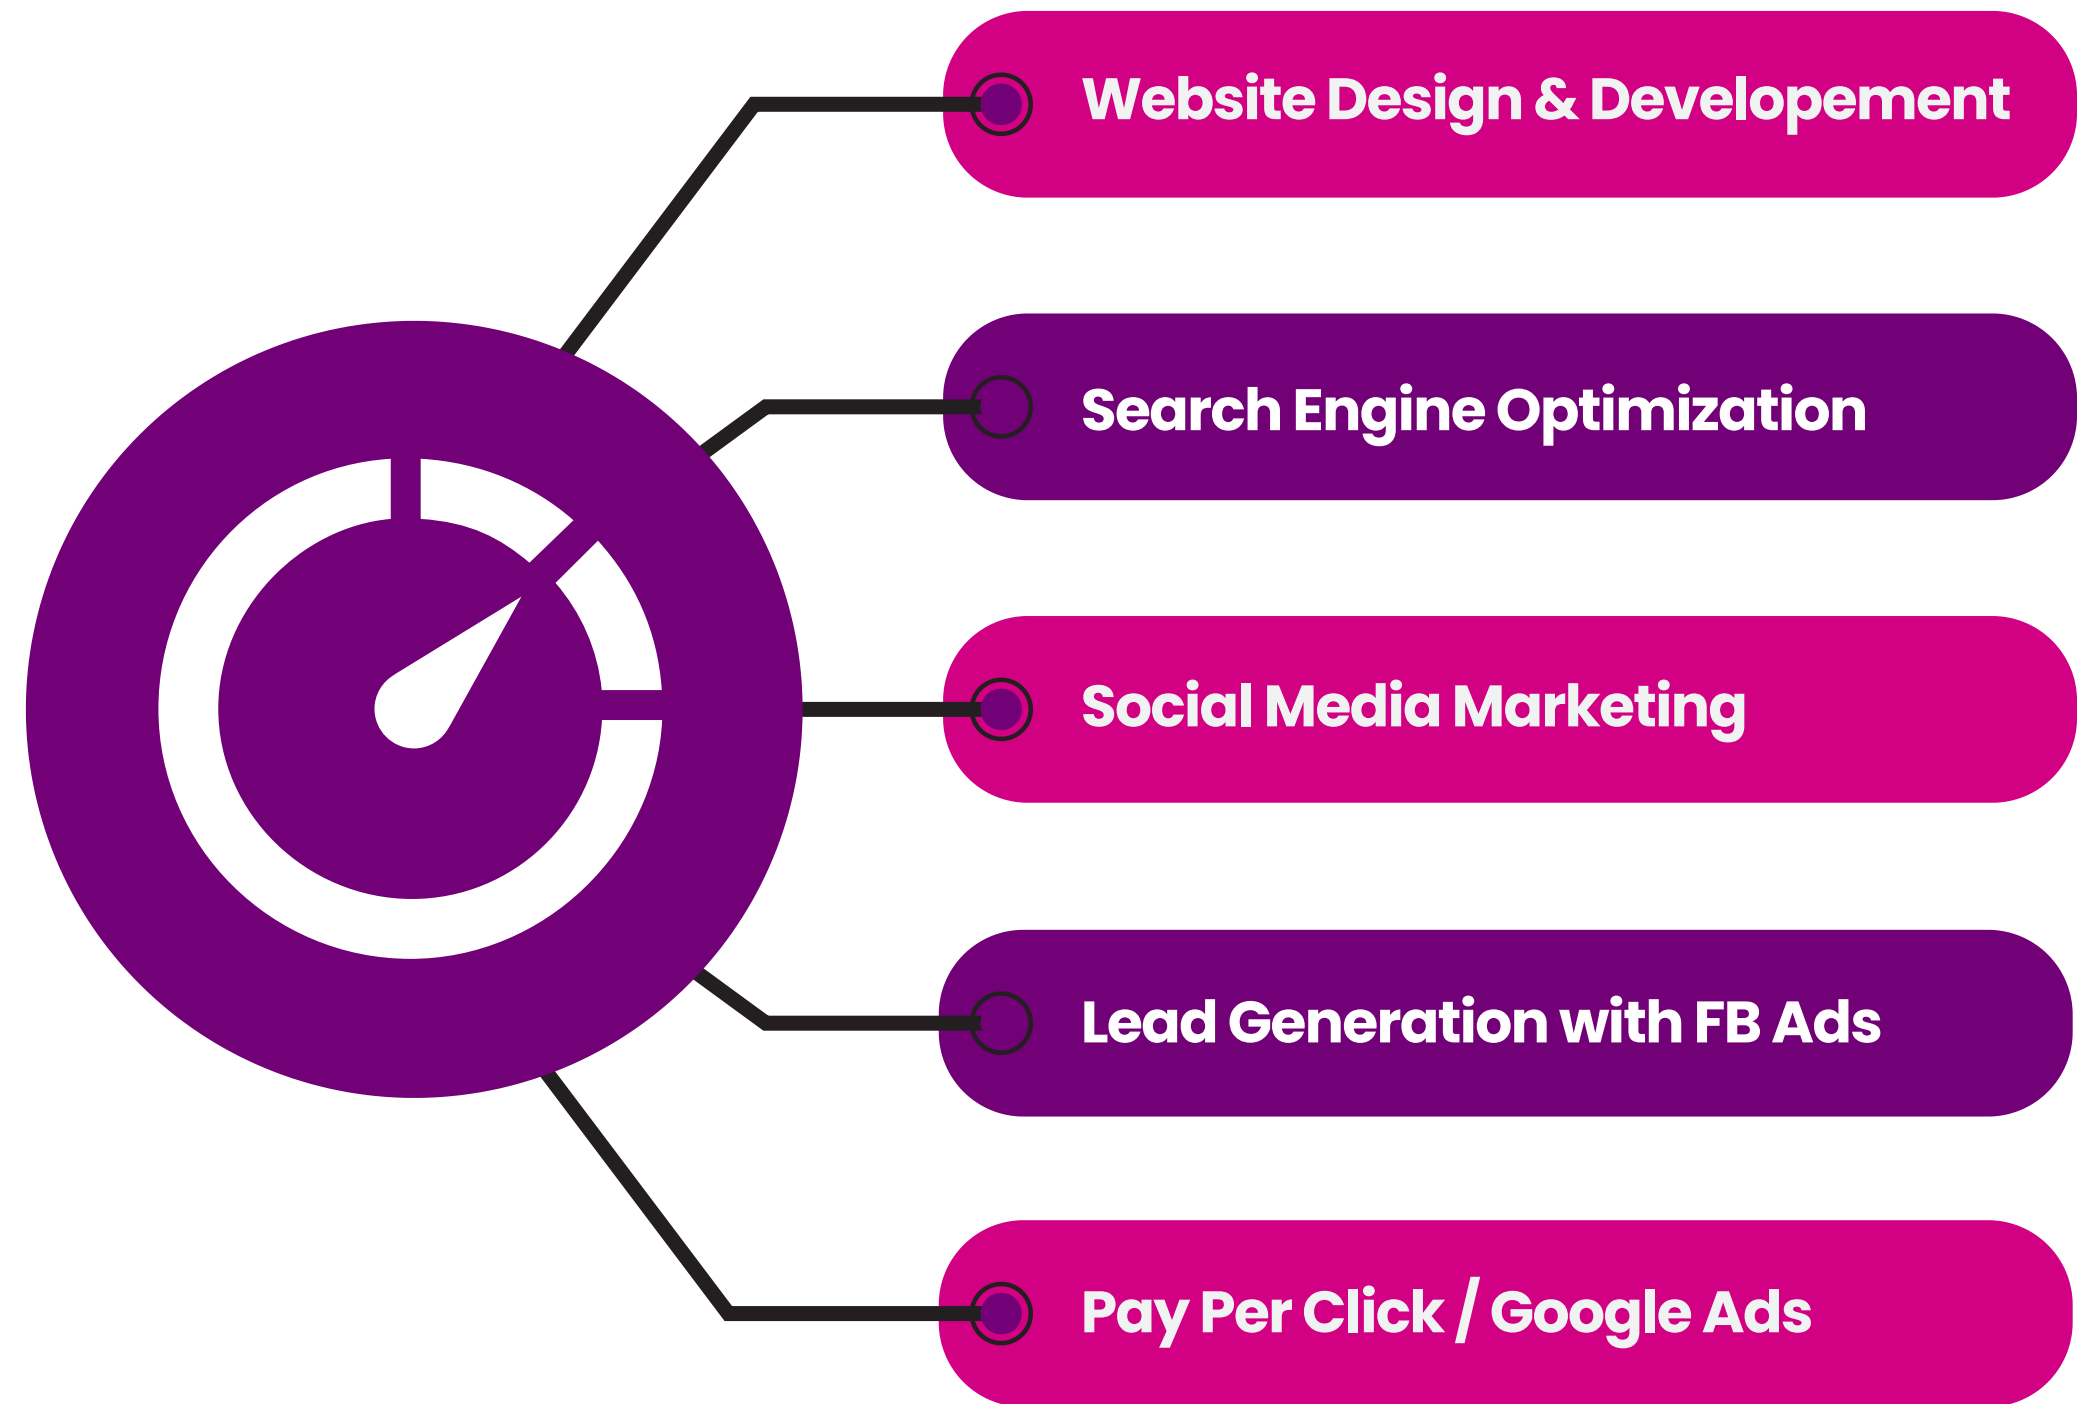 Website Design & Developement
Search Engine Optimization
Social Media Marketing
Lead Generation with FB Ads
Pay Per Click / Google Ads